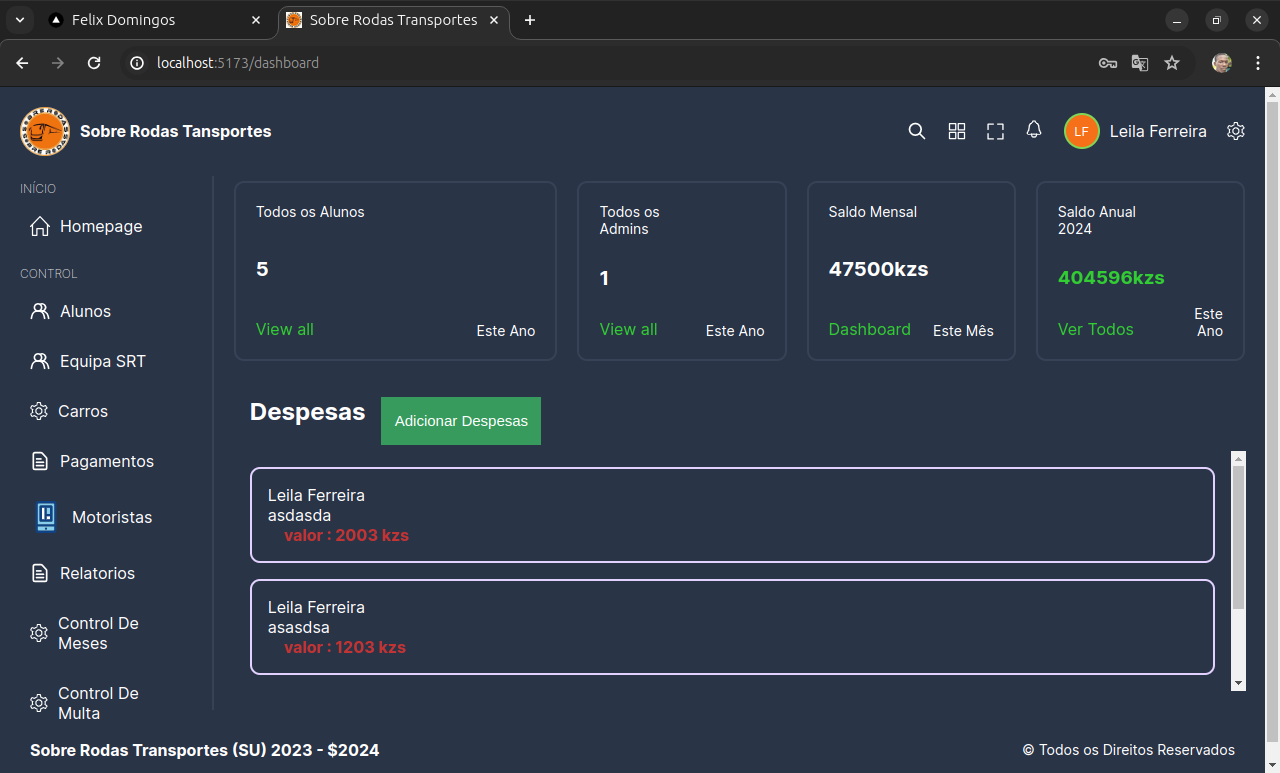 Felix Domingos
Sobre Rodas Transportes
localhost:5173/dashboard
Sobre Rodas Tansportes
LF
Leila Ferreira
INÍCIO
Homepage
CONTROL
Alunos
Equipa SRT
Carros
Pagamentos
Motoristas
Relatorios
Control De
Meses
Control De
Multa
Todos os Alunos
5
View all
Este Ano
Todos os
Admins
1
View all
Este Ano
Saldo Mensal
47500kzs
Dashboard
Este Mês
Saldo Anual
2024
404596kzs
Ver Todos
Este
Ano
Despesas
Adicionar Despesas
Leila Ferreira
asdasda
valor : 2003 kzs
Leila Ferreira
asasdsa
valor : 1203 kzs
Sobre Rodas Transportes (SU) 2023 - $2024
© Todos os Direitos Reservados